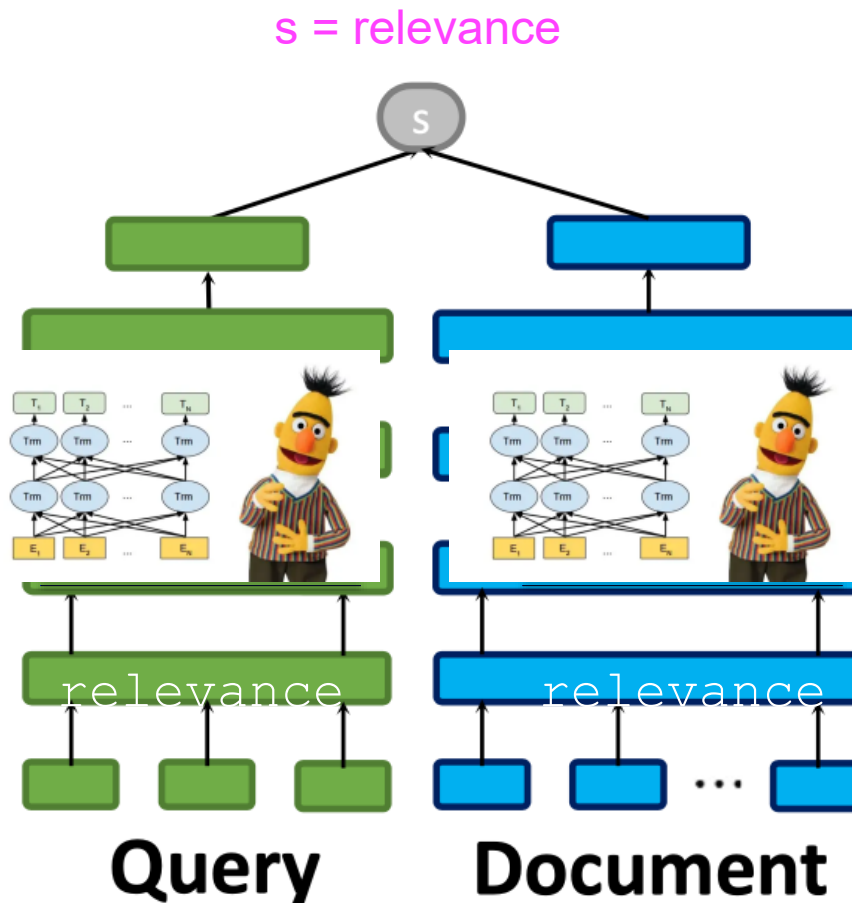 s = relevance
s
T1 T2 ... TN T1 T2 ... TN
Trm Trm ... Trm Trm Trm ... Trm
Trm Trm ... Trm Trm Trm ... Trm
E1 E2 ... EN E1 E2 ... EN
relevance relevance
...
Query Document